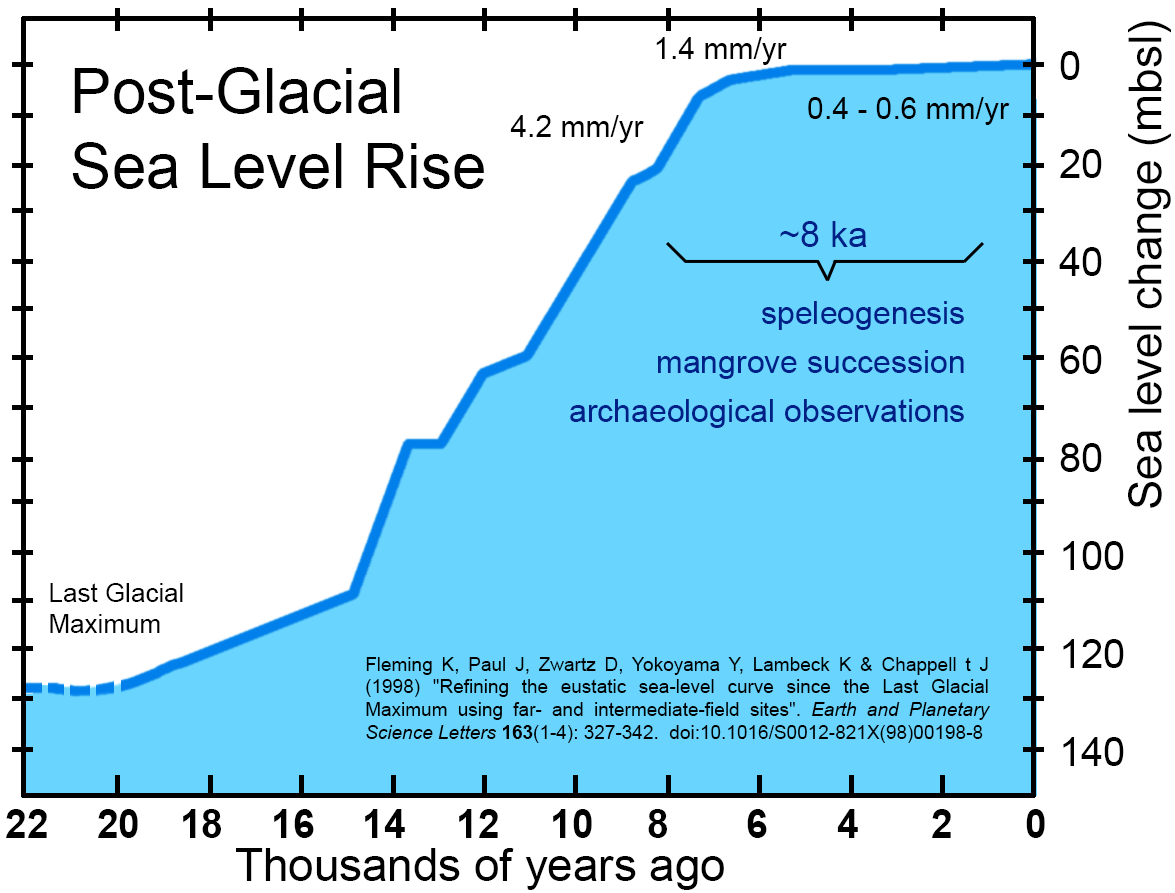 Post-Glacial
Sea Level Rise
1.4 mm/yr
4.2 mm/yr
0.4 - 0.6 mm/yr
~8 ka
speleogenesis
mangrove succession
archaeological observations
Last Glacial
Maximum
Fleming K, Paul J, Zwartz D, Yokoyama Y, Lambeck K & Chappell t J
(1998) "Refining the eustatic sea-level curve since the Last Glacial
Maximum using far- and intermediate-field sites". Earth and Planetary
Science Letters 163(1-4): 327-342. doi:10.1016/S0012-821X(98)00198-8
0
20
40
60
80
100
120
140
Sea level change (mbsl)
22 20 18 16 14 12 10 8 6 4 2 0
Thousands of years ago